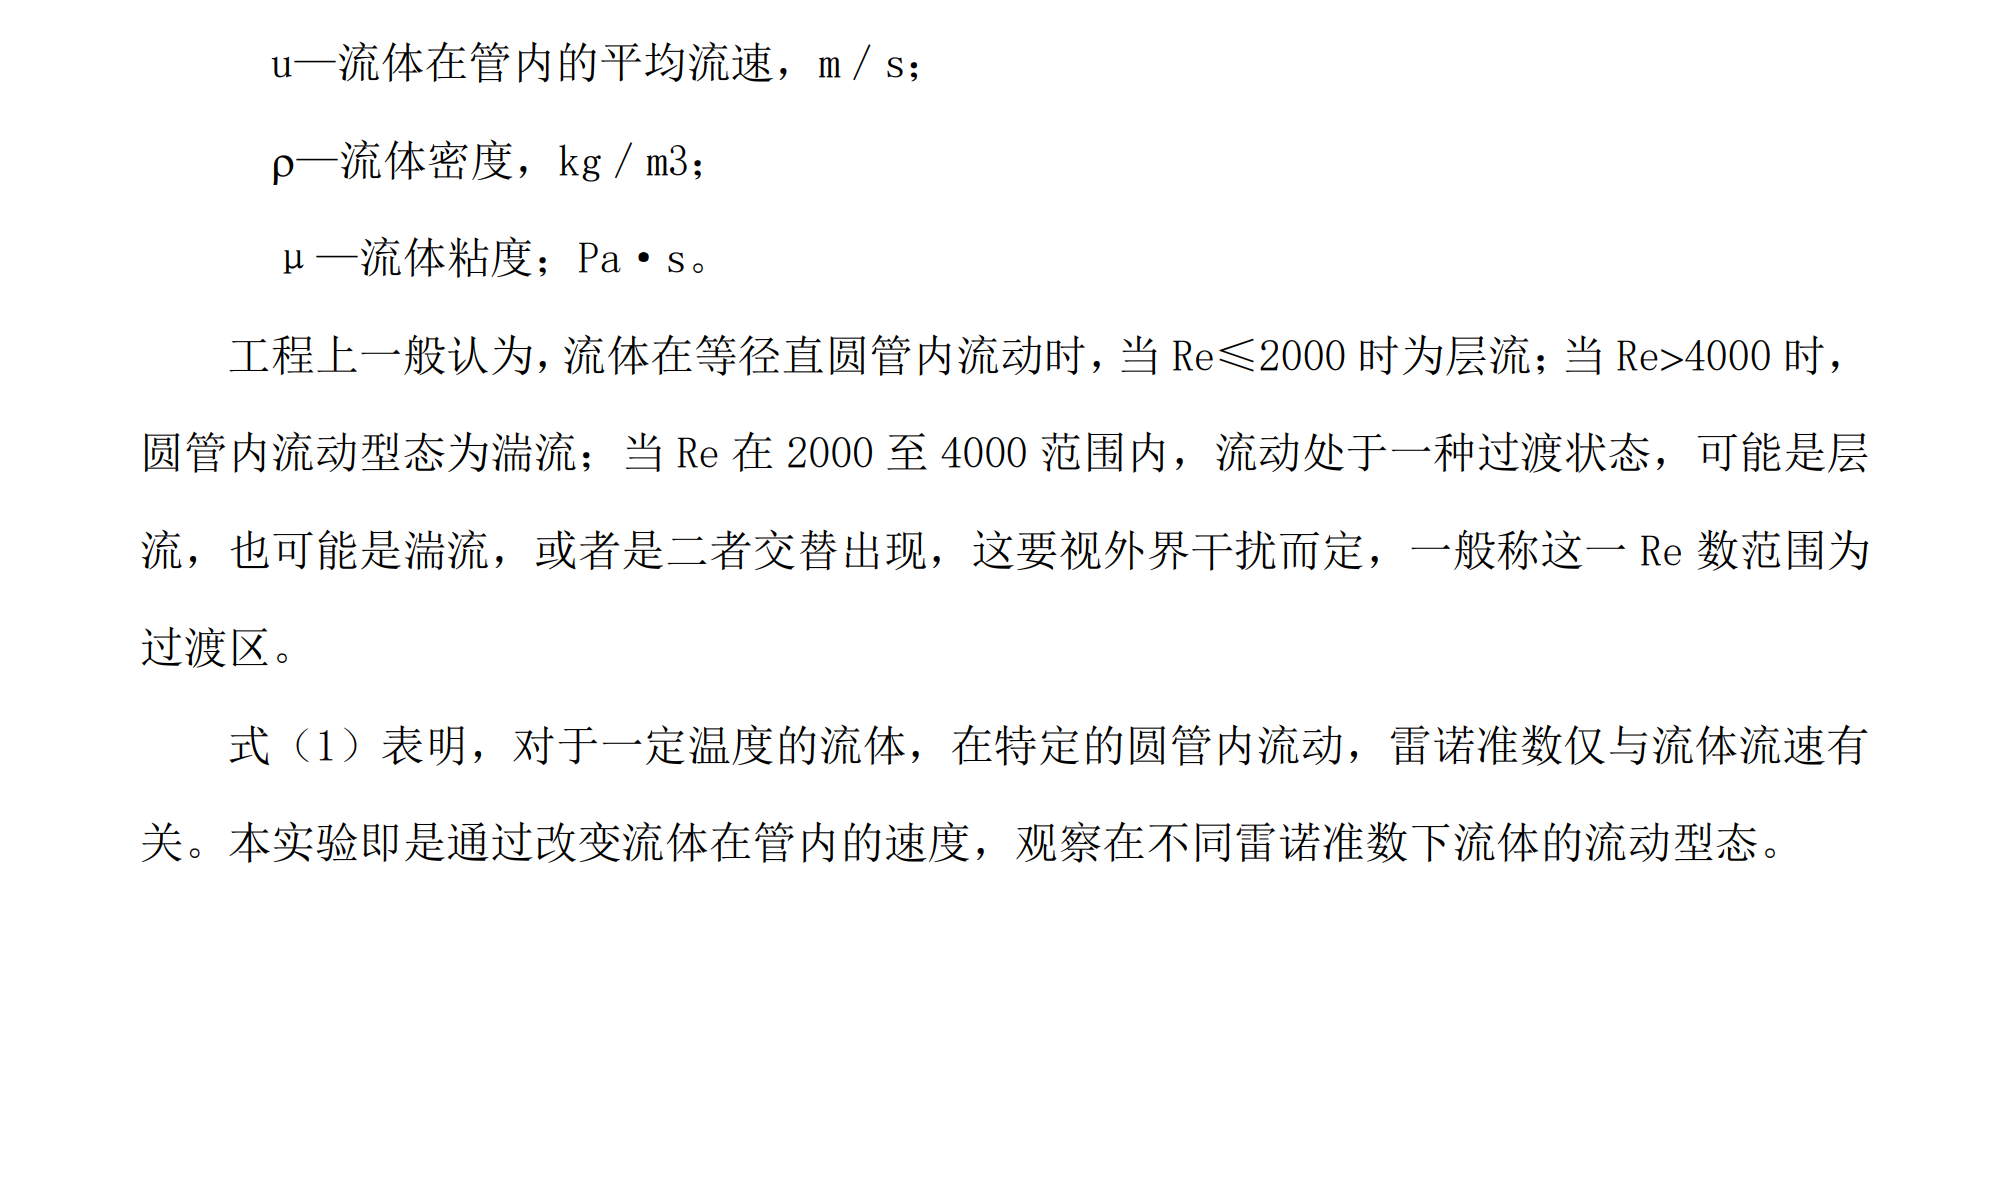 u—流体在管内的平均流速，m／s；
ρ—流体密度，kg／m3；
μ—流体粘度；Pa•s。
工程上一般认为，流体在等径直圆管内流动时，当 Re≤2000 时为层流；当 Re>4000 时，
圆管内流动型态为湍流；当 Re 在 2000 至 4000 范围内，流动处于一种过渡状态，可能是层
流，也可能是湍流，或者是二者交替出现，这要视外界干扰而定，一般称这一 Re 数范围为
过渡区。
式（1）表明，对于一定温度的流体，在特定的圆管内流动，雷诺准数仅与流体流速有
关。本实验即是通过改变流体在管内的速度，观察在不同雷诺准数下流体的流动型态。